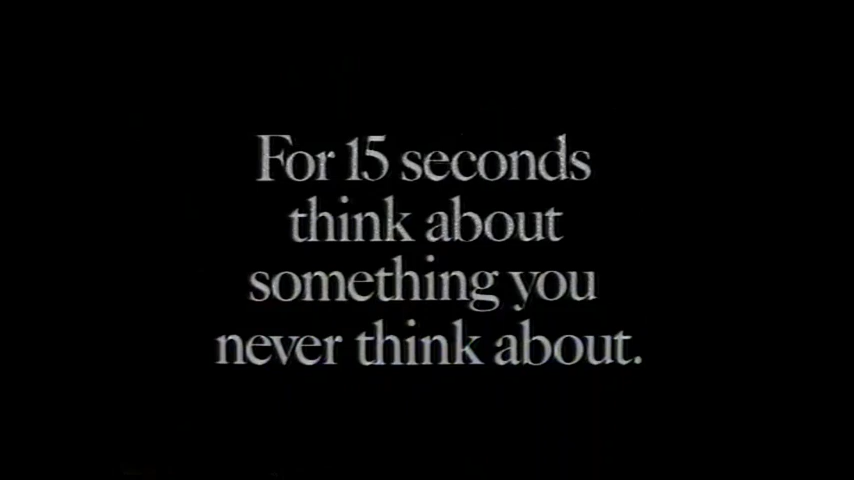 For 15 seconds
think about
something you
never think about.